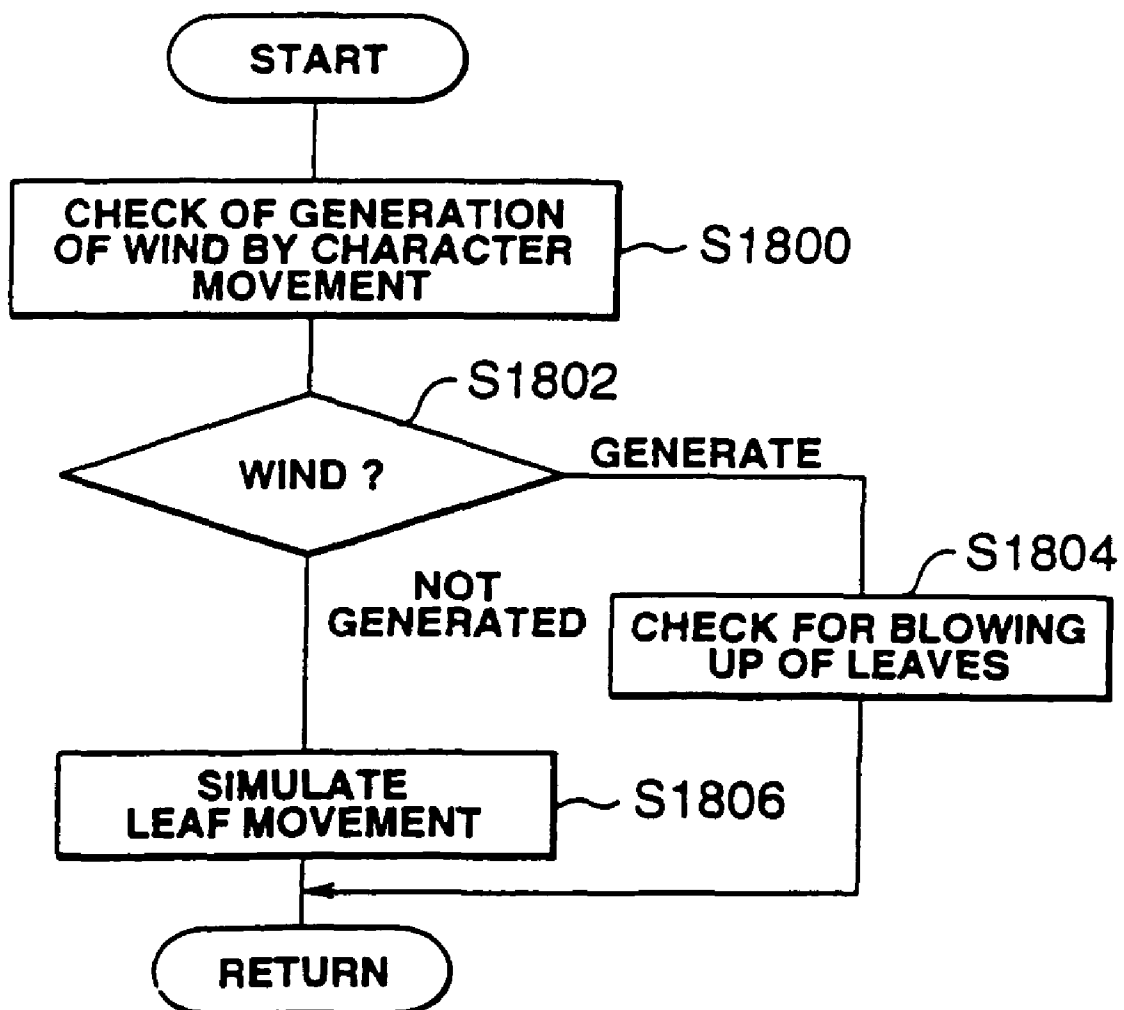 START
CHECK OF GENERATION
OF WIND BY CHARACTER
MOVEMENT
S1800
S1802
WIND ?
GENERATE
NOT
GENERATED
S1804
CHECK FOR BLOWING
UP OF LEAVES
SIMULATE
LEAF MOVEMENT
S1806
RETURN